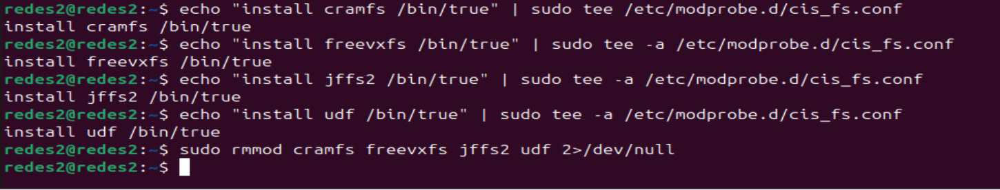 redes2@redes2:~$ echo "install cramfs /bin/true" | sudo tee /etc/modprobe.d/cis_fs.conf
install cramfs /bin/true
redes2@redes2:~$ echo "install freevxfs /bin/true" | sudo tee -a /etc/modprobe.d/cis_fs.conf
install freevxfs /bin/true
redes2@redes2:~$ echo "install jffs2 /bin/true" | sudo tee -a /etc/modprobe.d/cis_fs.conf
install jffs2 /bin/true
redes2@redes2:~$ echo "install udf /bin/true" | sudo tee -a /etc/modprobe.d/cis_fs.conf
install udf /bin/true
redes2@redes2:~$ sudo rmmod cramfs freevxfs jffs2 udf 2>/dev/null
redes2@redes2:~$